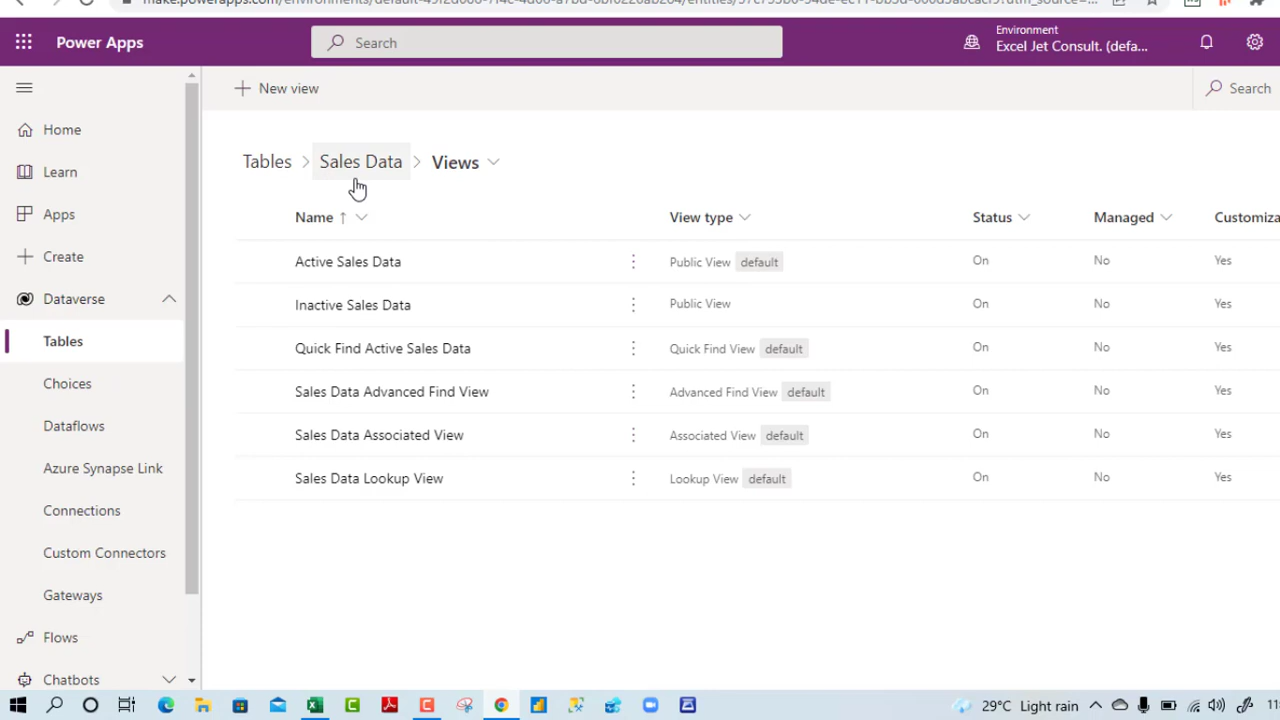 Power Apps
Search
Environment
Excel Jet Consult. (defa...
New view
Search
Home
Learn
Apps
Create
Dataverse
Tables
Choices
Dataflows
Azure Synapse Link
Connections
Custom Connectors
Gateways
Flows
Chatbots
Tables > Sales Data > Views
Name ↑ View type Status Managed Customiza
Active Sales Data Public View default On No Yes
Inactive Sales Data Public View On No Yes
Quick Find Active Sales Data Quick Find View default On No Yes
Sales Data Advanced Find View Advanced Find View default On No Yes
Sales Data Associated View Associated View default On No Yes
Sales Data Lookup View Lookup View default On No Yes
29°C Light rain